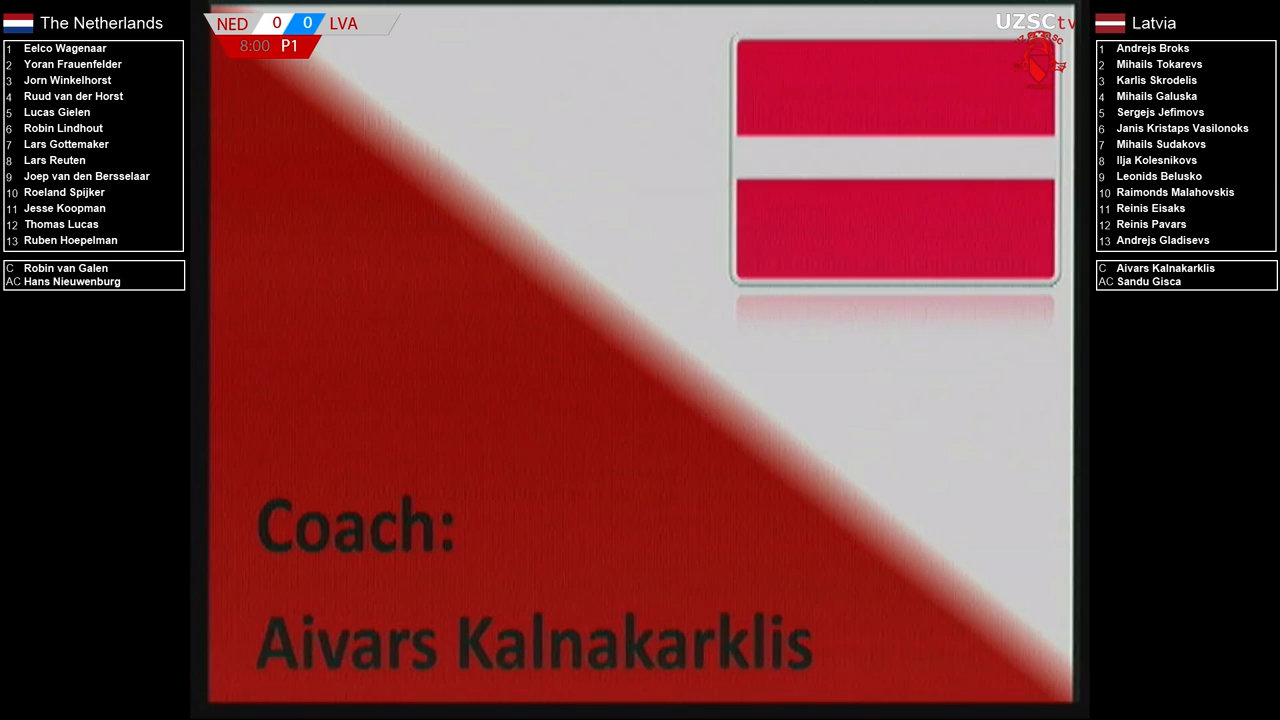 The Netherlands
1 Eelco Wagenaar
2 Yoran Frauenfelder
3 Jorn Winkelhorst
4 Ruud van der Horst
5 Lucas Gielen
6 Robin Lindhout
7 Lars Gottemaker
8 Lars Reuten
9 Joep van den Bersselaar
10 Roeland Spijker
11 Jesse Koopman
12 Thomas Lucas
13 Ruben Hoepelman
C Robin van Galen
AC Hans Nieuwenburg
NED 0 0 LVA
8:00 P1
UZSCtv
Coach:
Aivars Kalnakarklis
Latvia
1 Andrejs Broks
2 Mihails Tokarevs
3 Karlis Skrodelis
4 Mihails Galuska
5 Sergejs Jefimovs
6 Janis Kristaps Vasilonoks
7 Mihails Sudakovs
8 Ilja Kolesnikovs
9 Leonids Belusko
10 Raimonds Malahovskis
11 Reinis Eisaks
12 Reinis Pavars
13 Andrejs Gladisevs
C Aivars Kalnakarklis
AC Sandu Gisca